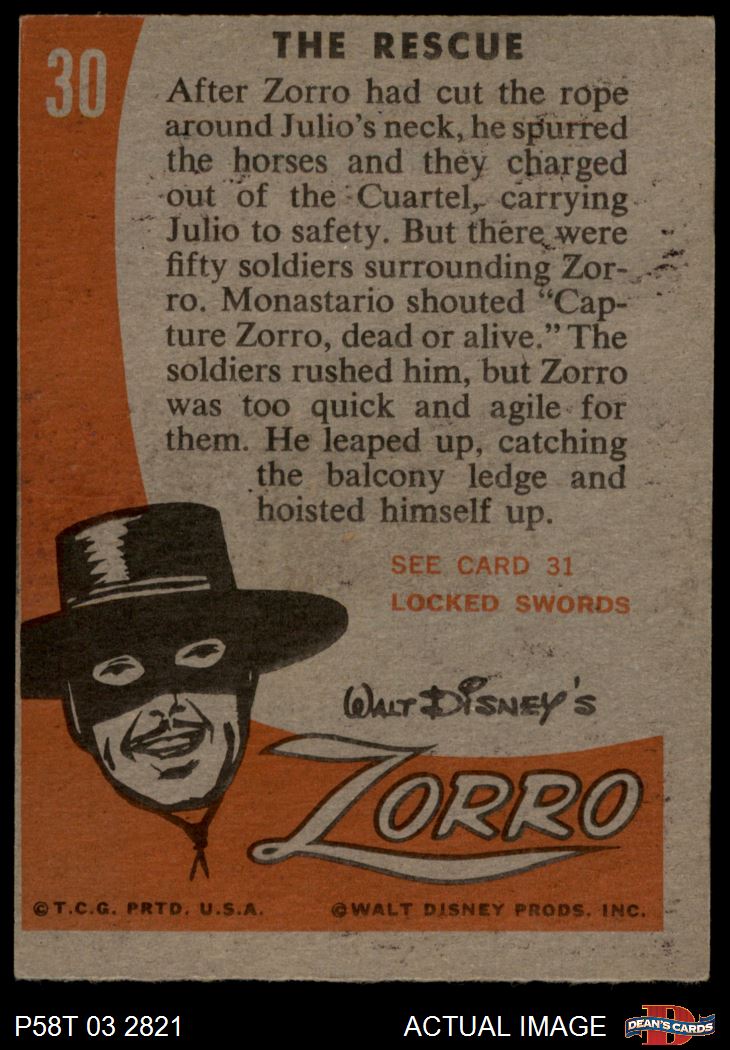 30
THE RESCUE
After Zorro had cut the rope
around Julio's neck, he spurred
the horses and they charged
out of the Cuartel, carrying
Julio to safety. But there were
fifty soldiers surrounding Zor-
ro. Monastario shouted “Cap-
ture Zorro, dead or alive.” The
soldiers rushed him, but Zorro
was too quick and agile for
them. He leaped up, catching
the balcony ledge and
hoisted himself up.
SEE CARD 31
LOCKED SWORDS
WALT DISNEY'S
ZORRO
©T.C.G. PRTD. U.S.A.
©WALT DISNEY PRODS. INC.
P58T 03 2821
ACTUAL IMAGE
D
DEAN'S CARDS